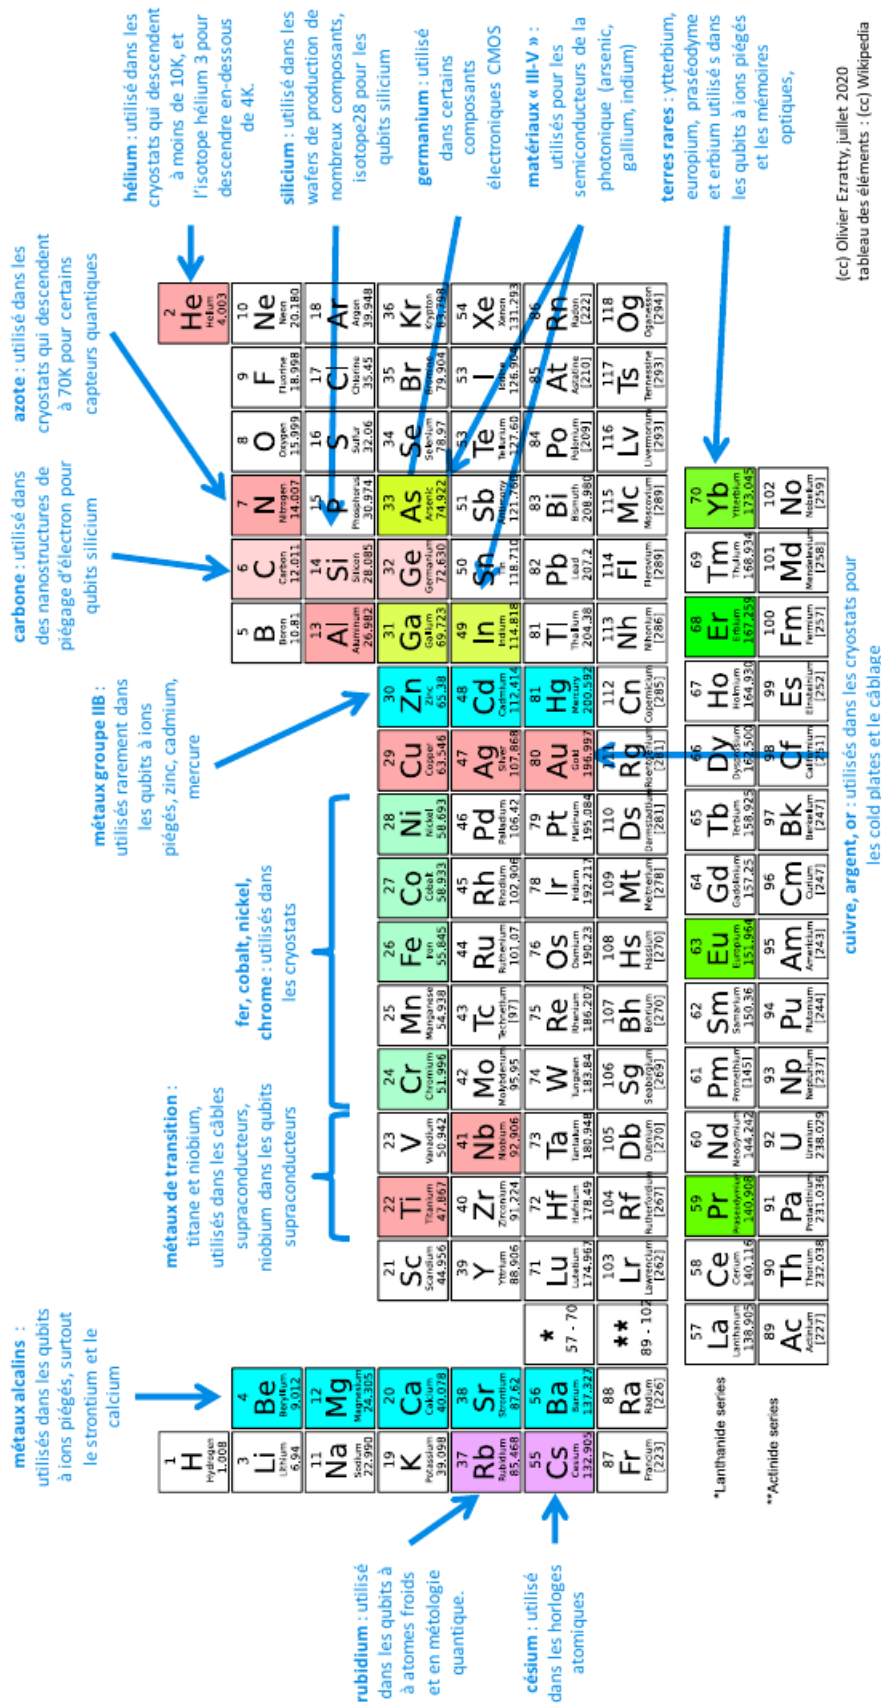 métaux alcalins :
utilisés dans les qubits
à ions piégés, surtout
le strontium et le
calcium
métaux de transition :
titane et niobium,
utilisés dans les câbles
supraconducteurs,
niobium dans les qubits
supraconducteurs
fer, cobalt, nickel,
chrome : utilisés dans
les cryostats
métaux groupe IIB :
utilisés rarement dans
les qubits à ions
piégés, zinc, cadmium,
mercure
carbone : utilisé dans
des nanostructures de
piégage d'électron pour
qubits silicium
azote : utilisé dans les
cryostats qui descendent
à 70K pour certains
capteurs quantiques
hélium : utilisé dans les
cryostats qui descendent
à moins de 10K, et
l'isotope hélium 3 pour
descendre en-dessous
de 4K.
silicium : utilisé dans les
wafers de production de
nombreux composants,
isotope28 pour les
qubits silicium
germanium : utilisé
dans certains
composants
électroniques CMOS
matériaux « III-V » :
utilisés pour les
semiconducteurs de la
photonique (arsenic,
gallium, indium)
terres rares : ytterbium,
europium, praséodyme
et erbium utilisé s dans
les qubits à ions piégés
et les mémoires
optiques,
rubidium : utilisé
dans les qubits à
à atomes froids
et en métologie
quantique.
césium : utilisé
dans les horloges
atomiques
1 2
H He
Hydrogen Helium
1.008 4.003
3 4 5 6 7 8 9 10
Li Be B C N O F Ne
Lithium Beryllium Boron Carbon Nitrogen Oxygen Fluorine Neon
6.94 9.012 10.81 12.011 14.007 15.999 18.998 20.180
11 12 13 14 15 16 17 18
Na Mg Al Si P S Cl Ar
Sodium Magnesium Aluminum Silicon Phosphorus Sulfur Chlorine Argon
22.990 24.305 26.982 28.085 30.974 32.06 35.45 39.948
19 20 21 22 23 24 25 26 27 28 29 30 31 32 33 34 35 36
K Ca Sc Ti V Cr Mn Fe Co Ni Cu Zn Ga Ge As Se Br Kr
Potassium Calcium Scandium Titanium Vanadium Chromium Manganese Iron Cobalt Nickel Copper Zinc Gallium Germanium Arsenic Selenium Bromine Krypton
39.098 40.078 44.956 47.867 50.942 51.996 54.938 55.845 58.933 58.693 63.546 65.38 69.723 72.630 74.922 78.97 79.904 83.798
37 38 39 40 41 42 43 44 45 46 47 48 49 50 51 53 53 54
Rb Sr Y Zr Nb Mo Tc Ru Rh Pd Ag Cd In Sn Sb Te I Xe
Rubidium Strontium Yttrium Zirconium Niobium Molybdenum Technetium Ruthenium Rhodium Palladium Silver Cadmium Indium Tin Antimony Tellurium Iodine Xenon
85.468 87.62 88.906 91.224 92.906 95.95 [97] 101.07 102.906 106.42 107.868 112.414 114.818 118.710 121.760 127.60 126.904 131.293
55 56 * 71 72 73 74 75 76 78 79 80 81 81 82 83 84 85 86
Cs Ba 57 - 70 Lu Hf Ta W Re Os Ir Pt Au Hg Tl Pb Bi Po At Rn
Cesium Barium Lutetium Hafnium Tantalum Tungsten Rhenium Osmium Iridium Platinum Gold Mercury Thallium Lead Bismuth Polonium Astatine Radon
132.905 137.327 174.967 178.49 180.948 183.84 186.207 190.23 192.217 195.084 196.997 200.592 204.38 207.2 208.980 [209] [210] [222]
87 88 ** 103 104 105 106 107 108 109 110 111 112 113 114 115 116 117 118
Fr Ra 89 - 102 Lr Rf Db Sg Bh Hs Mt Ds Rg Cn Nh Fl Mc Lv Ts Og
Francium Radium Lawrencium Rutherfordium Dubnium Seaborgium Bohrium Hassium Meitnerium Darmstadtium Roentgenium Copernicium Nihonium Flerovium Moscovium Livermorium Tennessine Oganesson
[223] [226] [262] [267] [270] [269] [270] [270] [278] [281] [281] [285] [286] [289] [289] [293] [293] [294]
*Lanthanide series
57 58 59 60 61 62 63 64 65 66 67 68 69 70
La Ce Pr Nd Pm Sm Eu Gd Tb Dy Ho Er Tm Yb
Lanthanum Cerium Praseodymium Neodymium Promethium Samarium Europium Gadolinium Terbium Dysprosium Holmium Erbium Thulium Ytterbium
138.905 140.116 140.908 144.242 [145] 150.36 151.964 157.25 158.925 162.500 164.930 167.259 168.934 173.045
**Actinide series
89 90 91 92 93 94 95 96 97 98 99 100 101 102
Ac Th Pa U Np Pu Am Cm Bk Cf Es Fm Md No
Actinium Thorium Protactinium Uranium Neptunium Plutonium Americium Curium Berkelium Californium Einsteinium Fermium Mendelevium Nobelium
[227] 232.038 231.036 238.029 [237] [244] [243] [247] [247] [251] [252] [257] [258] [259]
cuivre, argent, or : utilisés dans les cryostats pour
les cold plates et le câblage
(cc) Olivier Ezratty, juillet 2020
tableau des éléments : (cc) Wikipedia